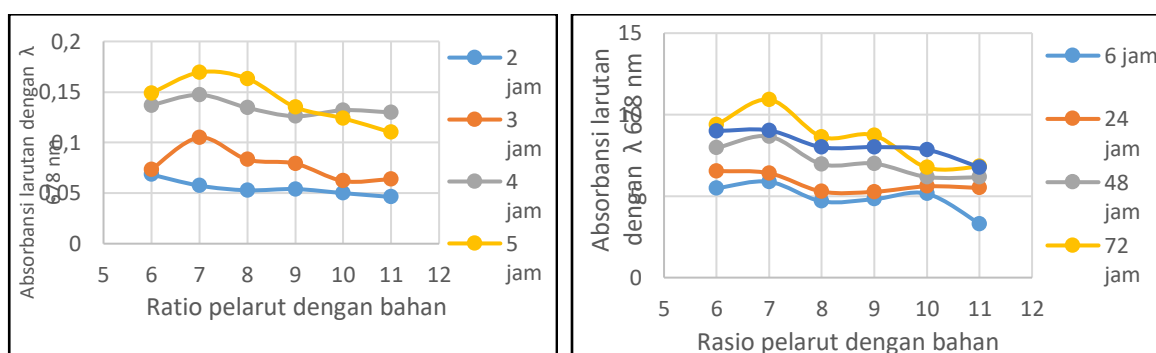 Absorbansi larutan dengan λ
608 nm
0,2
0,15
0,1
0,05
0
5 6 7 8 9 10 11 12
Ratio pelarut dengan bahan
2
jam
3
jam
4
jam
5
jam
Absorbansi larutan
dengan λ 608 nm
15
10
5
0
5 6 7 8 9 10 11 12
Rasio pelarut dengan bahan
6 jam
24
jam
48
jam
72
jam